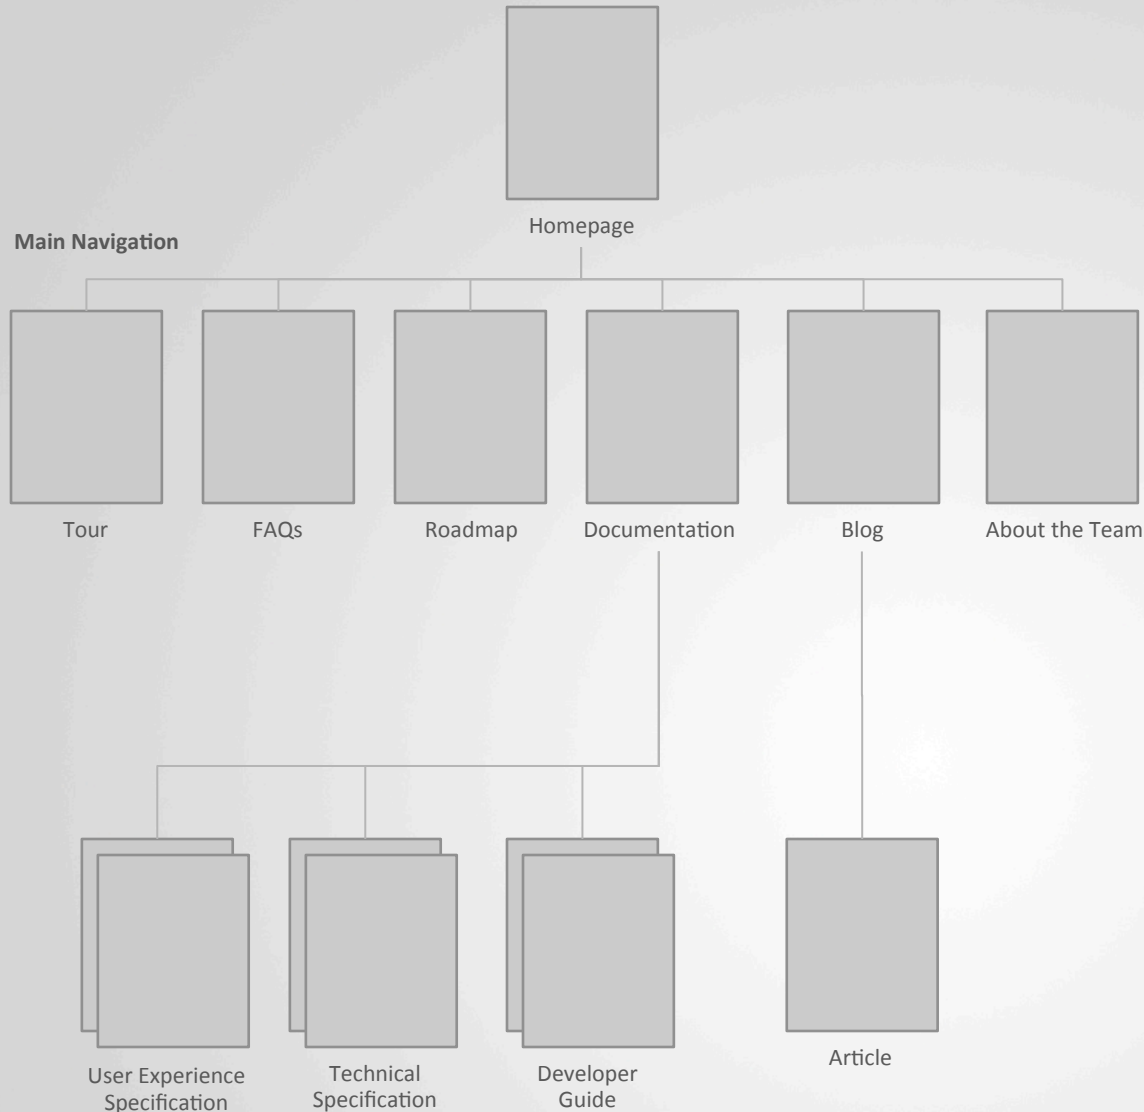 Homepage
Main Navigation
Tour
FAQs
Roadmap
Documentation
Blog
About the Team
User Experience
Specification
Technical
Specification
Developer
Guide
Article